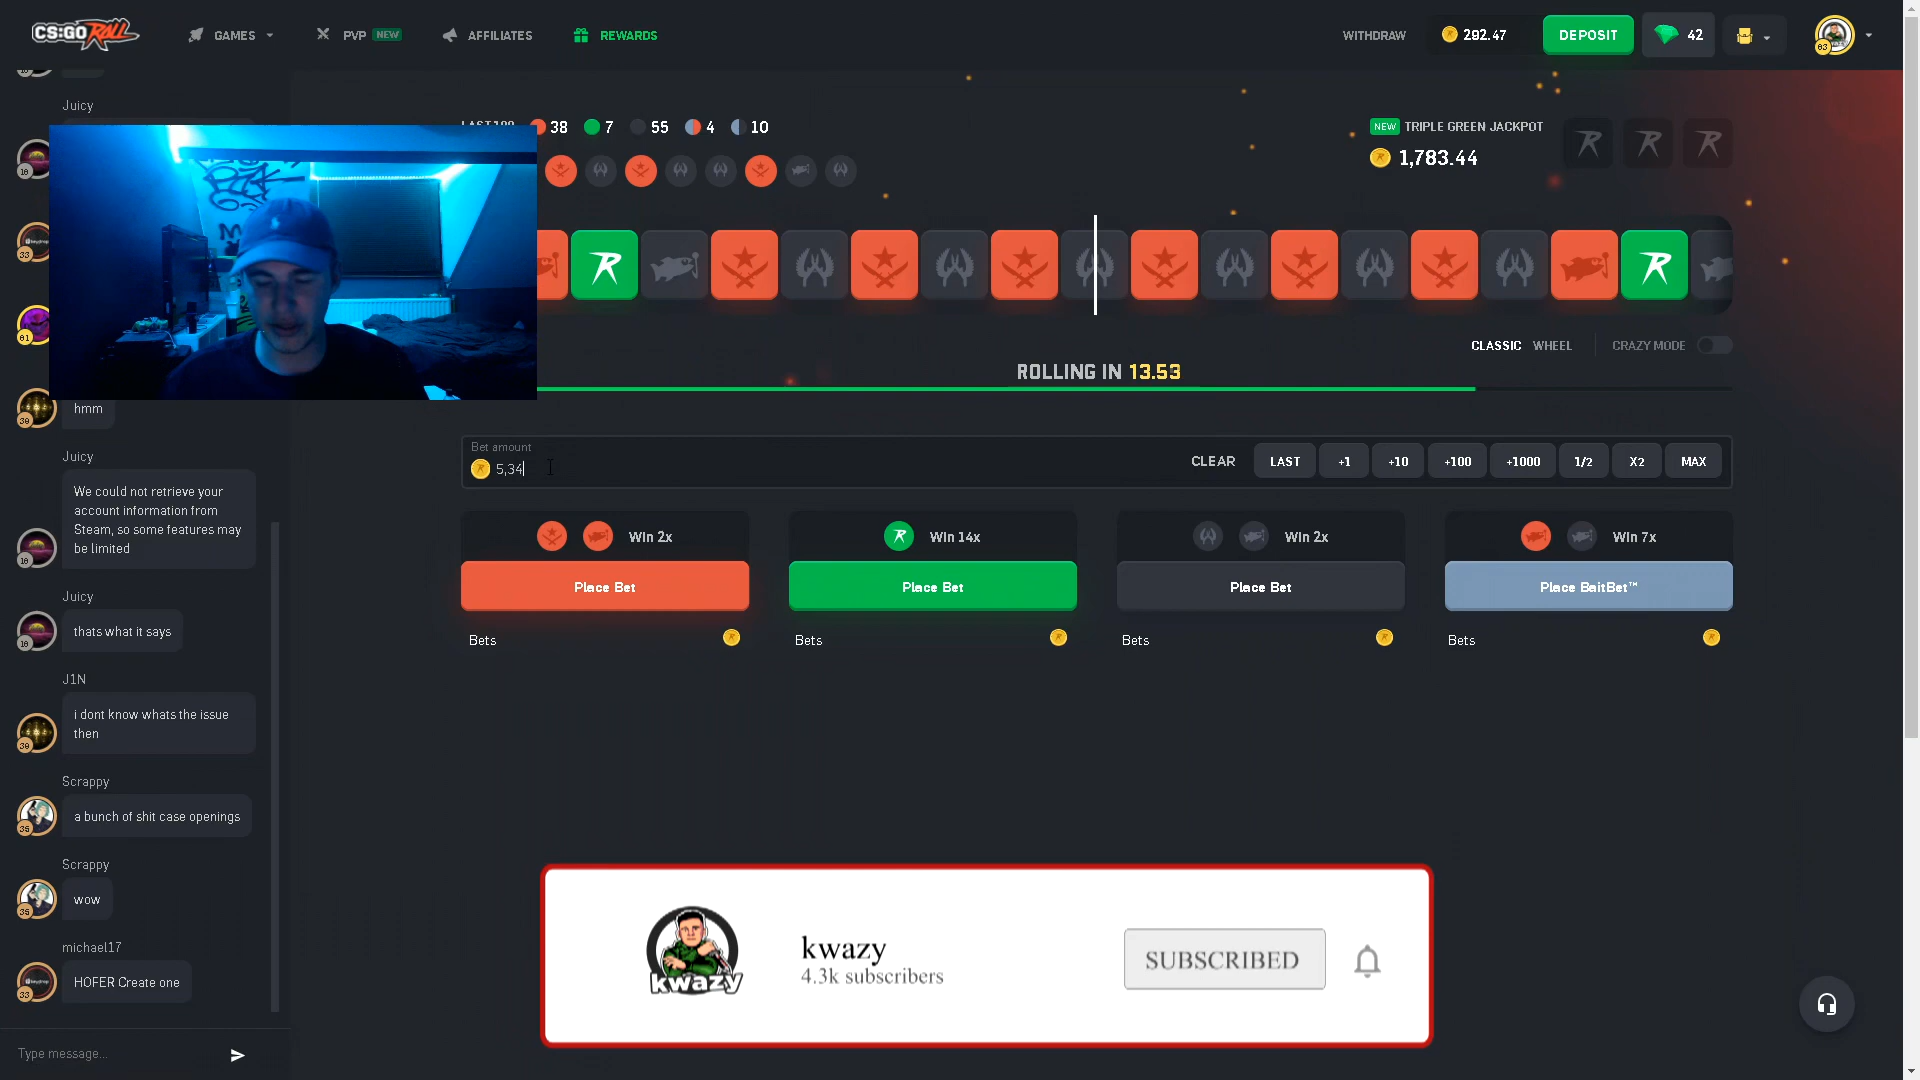 CS:GO ROLL
GAMES
PVP NEW
AFFILIATES
REWARDS
WITHDRAW
292.47
DEPOSIT
42
03
Juicy
38
7
55
4
10
NEW TRIPLE GREEN JACKPOT
1,783.44
CLASSIC
WHEEL
CRAZY MODE
ROLLING IN 13.53
hmm
Juicy
We could not retrieve your
account information from
Steam, so some features may
be limited
Juicy
thats what it says
J1N
i dont know whats the issue
then
Scrappy
a bunch of shit case openings
Scrappy
wow
michael17
HOFER Create one
Type message...
Bet amount
5,34
CLEAR
LAST
+1
+10
+100
+1000
1/2
X2
MAX
Win 2x
Win 14x
Win 2x
Win 7x
Place Bet
Place Bet
Place Bet
Place BaitBet™
Bets
Bets
Bets
Bets
kwazy
kwazy
4.3k subscribers
SUBSCRIBED